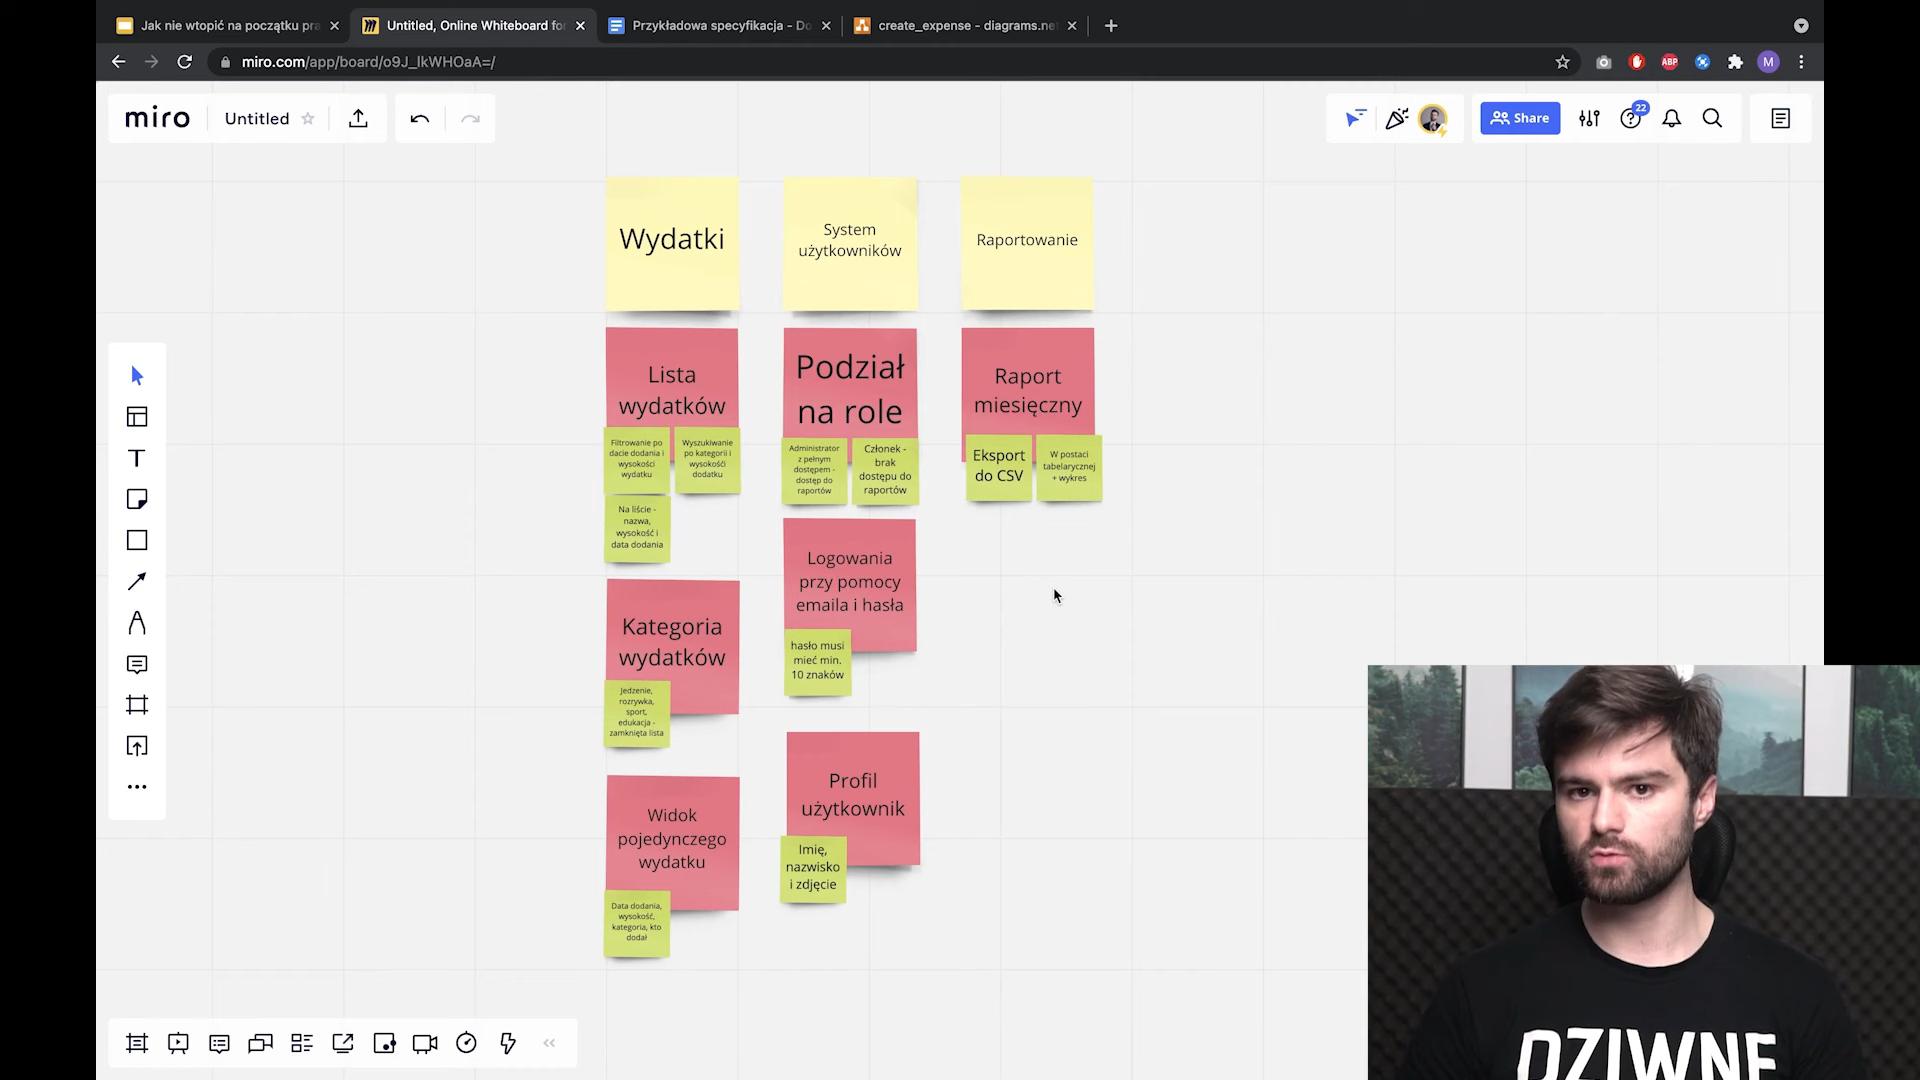 Jak nie wtopić na początku pra
Untitled, Online Whiteboard for
Przykładowa specyfikacja - Do
create_expense - diagrams.net
miro.com/app/board/o9J_lkWHOaA=/
ABP
M
miro
Untitled
Share
22
Wydatki
System
użytkowników
Raportowanie
Lista
wydatków
Filtrowanie po
dacie dodania i
wysokości
wydatku
Wyszukiwanie
po kategorii i
wysokośći
dodatku
Na liście -
nazwa,
wysokość i
data dodania
Podział
na role
Administrator
z pełnym
dostępem -
dostęp do
raportów
Członek -
brak
dostępu do
raportów
Raport
miesięczny
Eksport
do CSV
W postaci
tabelarycznej
+ wykres
Logowania
przy pomocy
emaila i hasła
hasło musi
mieć min.
10 znaków
Kategoria
wydatków
Jedzenie,
rozrywka,
sport,
edukacja -
zamknięta lista
Profil
użytkownik
Imię,
nazwisko
i zdjęcie
Widok
pojedynczego
wydatku
Data dodania,
wysokość,
kategoria, kto
dodał
DZIWNE